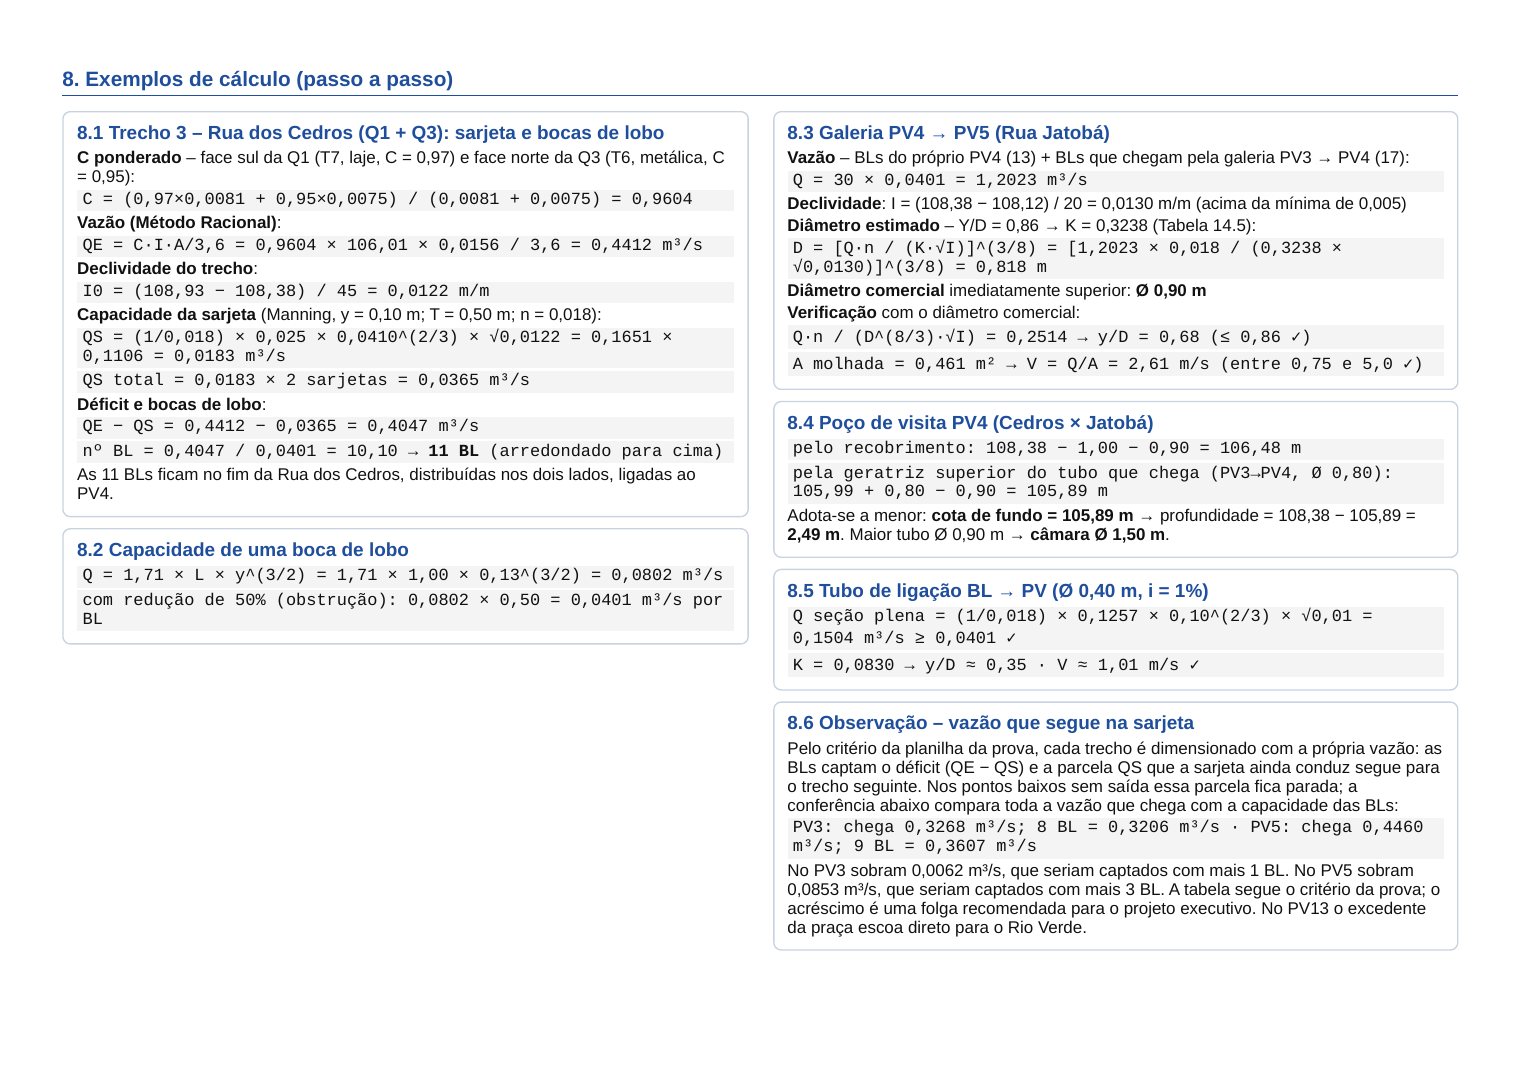 8. Exemplos de cálculo (passo a passo)
8.1 Trecho 3 – Rua dos Cedros (Q1 + Q3): sarjeta e bocas de lobo
C ponderado – face sul da Q1 (T7, laje, C = 0,97) e face norte da Q3 (T6, metálica, C
= 0,95):
C = (0,97×0,0081 + 0,95×0,0075) / (0,0081 + 0,0075) = 0,9604
Vazão (Método Racional):
QE = C·I·A/3,6 = 0,9604 × 106,01 × 0,0156 / 3,6 = 0,4412 m³/s
Declividade do trecho:
I0 = (108,93 − 108,38) / 45 = 0,0122 m/m
Capacidade da sarjeta (Manning, y = 0,10 m; T = 0,50 m; n = 0,018):
QS = (1/0,018) × 0,025 × 0,0410^(2/3) × √0,0122 = 0,1651 ×
0,1106 = 0,0183 m³/s
QS total = 0,0183 × 2 sarjetas = 0,0365 m³/s
Déficit e bocas de lobo:
QE − QS = 0,4412 − 0,0365 = 0,4047 m³/s
nº BL = 0,4047 / 0,0401 = 10,10 → 11 BL (arredondado para cima)
As 11 BLs ficam no fim da Rua dos Cedros, distribuídas nos dois lados, ligadas ao
PV4.
8.2 Capacidade de uma boca de lobo
Q = 1,71 × L × y^(3/2) = 1,71 × 1,00 × 0,13^(3/2) = 0,0802 m³/s
com redução de 50% (obstrução): 0,0802 × 0,50 = 0,0401 m³/s por
BL
8.3 Galeria PV4 → PV5 (Rua Jatobá)
Vazão – BLs do próprio PV4 (13) + BLs que chegam pela galeria PV3 → PV4 (17):
Q = 30 × 0,0401 = 1,2023 m³/s
Declividade: I = (108,38 − 108,12) / 20 = 0,0130 m/m (acima da mínima de 0,005)
Diâmetro estimado – Y/D = 0,86 → K = 0,3238 (Tabela 14.5):
D = [Q·n / (K·√I)]^(3/8) = [1,2023 × 0,018 / (0,3238 ×
√0,0130)]^(3/8) = 0,818 m
Diâmetro comercial imediatamente superior: Ø 0,90 m
Verificação com o diâmetro comercial:
Q·n / (D^(8/3)·√I) = 0,2514 → y/D = 0,68 (≤ 0,86 ✓)
A molhada = 0,461 m² → V = Q/A = 2,61 m/s (entre 0,75 e 5,0 ✓)
8.4 Poço de visita PV4 (Cedros × Jatobá)
pelo recobrimento: 108,38 − 1,00 − 0,90 = 106,48 m
pela geratriz superior do tubo que chega (PV3→PV4, Ø 0,80):
105,99 + 0,80 − 0,90 = 105,89 m
Adota-se a menor: cota de fundo = 105,89 m → profundidade = 108,38 − 105,89 =
2,49 m. Maior tubo Ø 0,90 m → câmara Ø 1,50 m.
8.5 Tubo de ligação BL → PV (Ø 0,40 m, i = 1%)
Q seção plena = (1/0,018) × 0,1257 × 0,10^(2/3) × √0,01 =
0,1504 m³/s ≥ 0,0401 ✓
K = 0,0830 → y/D ≈ 0,35 · V ≈ 1,01 m/s ✓
8.6 Observação – vazão que segue na sarjeta
Pelo critério da planilha da prova, cada trecho é dimensionado com a própria vazão: as
BLs captam o déficit (QE − QS) e a parcela QS que a sarjeta ainda conduz segue para
o trecho seguinte. Nos pontos baixos sem saída essa parcela fica parada; a
conferência abaixo compara toda a vazão que chega com a capacidade das BLs:
PV3: chega 0,3268 m³/s; 8 BL = 0,3206 m³/s · PV5: chega 0,4460
m³/s; 9 BL = 0,3607 m³/s
No PV3 sobram 0,0062 m³/s, que seriam captados com mais 1 BL. No PV5 sobram
0,0853 m³/s, que seriam captados com mais 3 BL. A tabela segue o critério da prova; o
acréscimo é uma folga recomendada para o projeto executivo. No PV13 o excedente
da praça escoa direto para o Rio Verde.